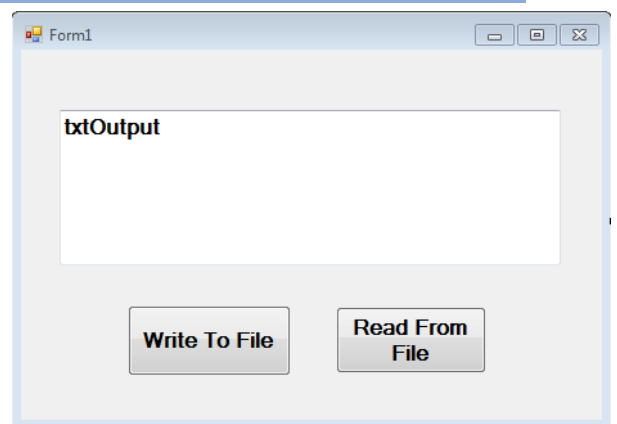 Form1
txtOutput
Write To File
Read From
File